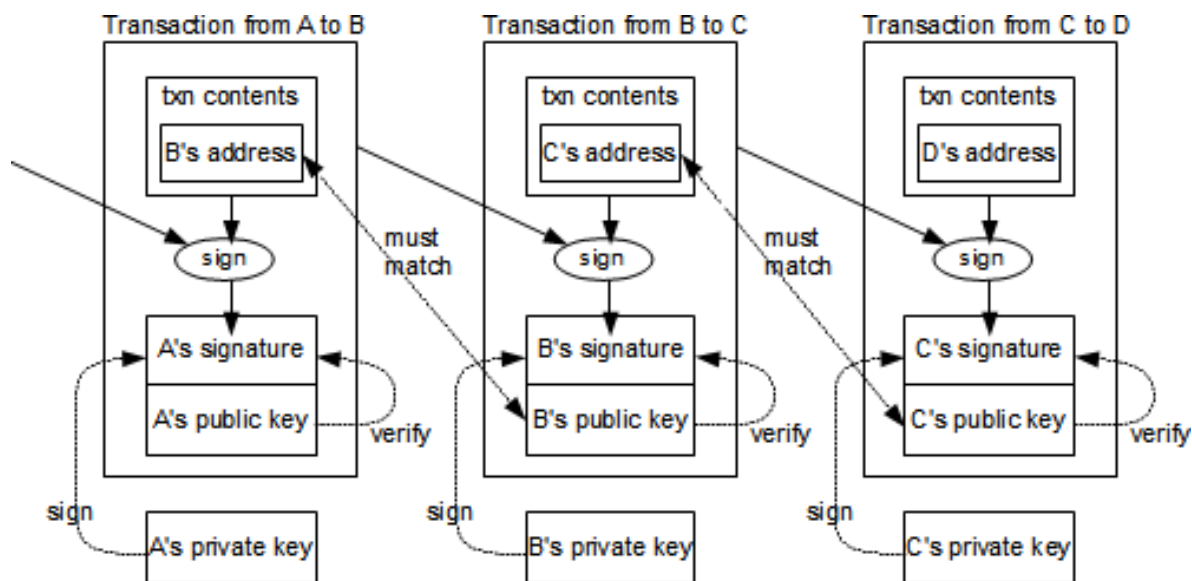 Transaction from A to B
txn contents
B's address
sign
A's signature
A's public key
verify
sign
A's private key
must
match
Transaction from B to C
txn contents
C's address
sign
B's signature
B's public key
verify
sign
B's private key
must
match
Transaction from C to D
txn contents
D's address
sign
C's signature
C's public key
verify
sign
C's private key